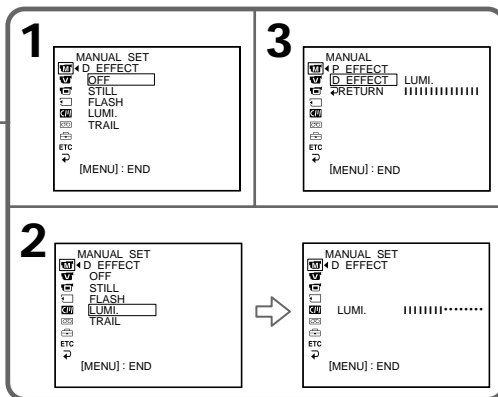 1
MANUAL SET
D EFFECT
OFF
STILL
FLASH
LUMI.
TRAIL
ETC
[MENU] : END
3
MANUAL
P EFFECT
D EFFECT LUMI.
RETURN
ETC
[MENU] : END
2
MANUAL SET
D EFFECT
OFF
STILL
FLASH
LUMI.
TRAIL
ETC
[MENU] : END
MANUAL SET
D EFFECT
LUMI.
ETC
[MENU] : END